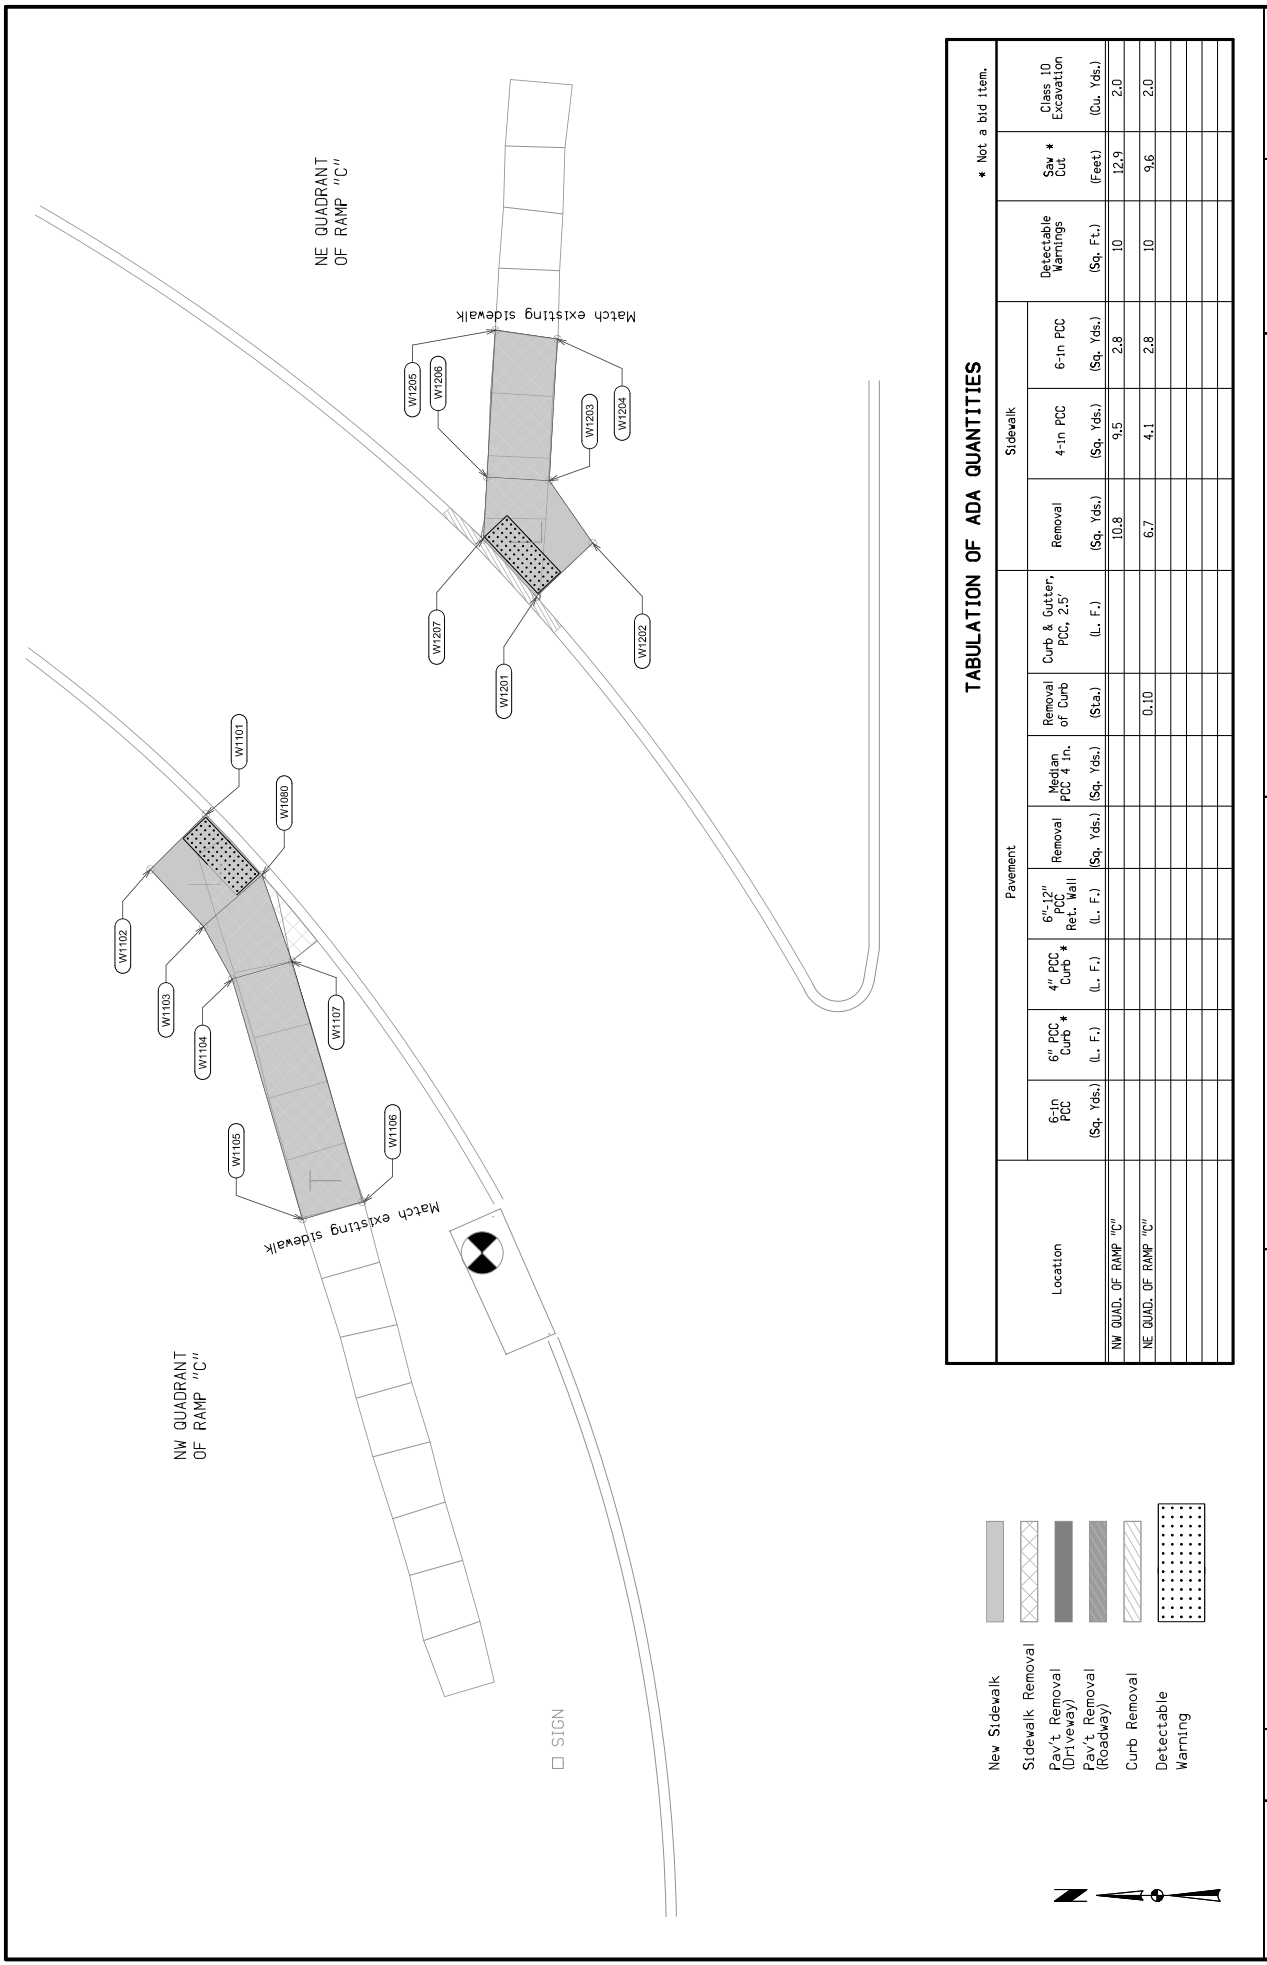 NW QUADRANT
OF RAMP "C"
NE QUADRANT
OF RAMP "C"
W1102
W1103
W1104
W1105
W1101
W1080
W1107
W1106
Match existing sidewalk
W1205
W1206
W1207
W1201
W1203
W1204
W1202
Match existing sidewalk
SIGN
New Sidewalk
Sidewalk Removal
Pav't Removal
(Driveway)
Pav't Removal
(Roadway)
Curb Removal
Detectable
Warning
N
TABULATION OF ADA QUANTITIES
* Not a bid item.
Location
Pavement
Sidewalk
6-in
PCC
(Sq. Yds.)
6" PCC
Curb *
(L. F.)
4" PCC
Curb *
(L. F.)
6"-12"
PCC
Ret. Wall
(L. F.)
Removal
(Sq. Yds.)
Median
PCC 4 in.
(Sq. Yds.)
Removal
of Curb
(Sta.)
Curb & Gutter,
PCC, 2.5'
(L. F.)
Removal
(Sq. Yds.)
4-in PCC
(Sq. Yds.)
6-in PCC
(Sq. Yds.)
Detectable
Warnings
(Sq. Ft.)
Saw *
Cut
(Feet)
Class 10
Excavation
(Cu. Yds.)
NW QUAD. OF RAMP "C" 10.8 9.5 2.8 10 12.9 2.0
NE QUAD. OF RAMP "C" 0.10 6.7 4.1 2.8 10 9.6 2.0